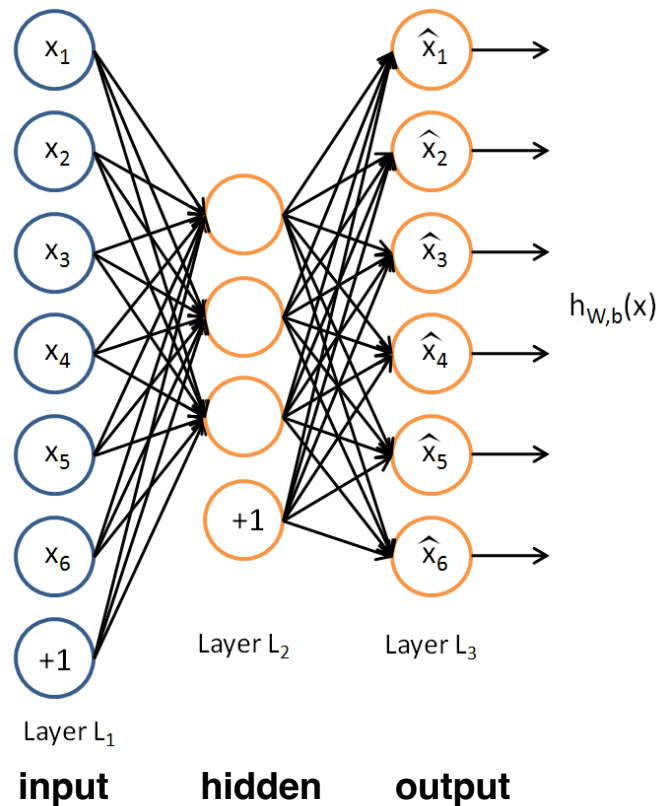 x₁
x₂
x₃
x₄
x₅
x₆
+1
Layer L₁
input
+1
Layer L₂
hidden
x̂₁
x̂₂
x̂₃
x̂₄
x̂₅
x̂₆
Layer L₃
output
h_{W,b}(x)